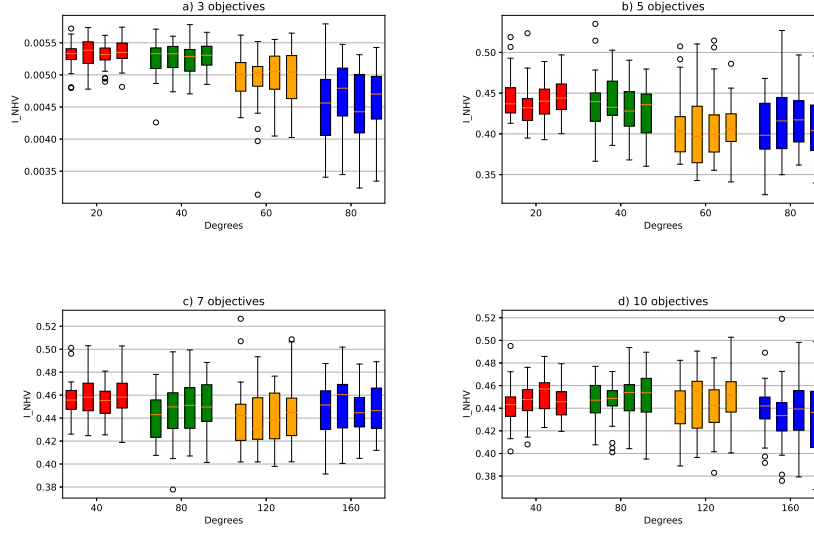 a) 3 objectives
0.0055
0.0050
0.0045
0.0040
0.0035
I_NHV
20 40 60 80
Degrees
b) 5 objectives
0.50
0.45
0.40
0.35
I_NHV
20 40 60 80
Degrees
c) 7 objectives
0.52
0.50
0.48
0.46
0.44
0.42
0.40
0.38
I_NHV
40 80 120 160
Degrees
d) 10 objectives
0.52
0.50
0.48
0.46
0.44
0.42
0.40
0.38
I_NHV
40 80 120 160
Degrees